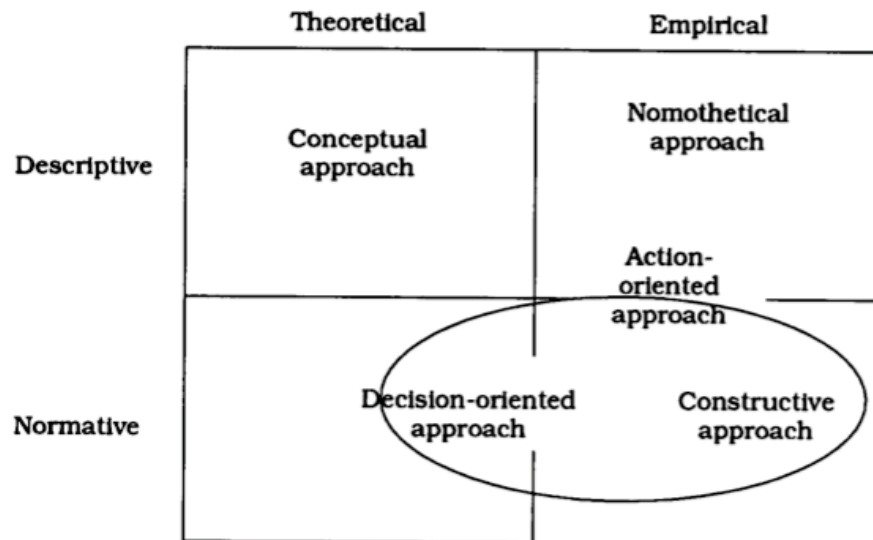 Theoretical Empirical
Conceptual approach
Nomothetical approach
Descriptive
Action-oriented approach
Normative
Decision-oriented approach
Constructive approach